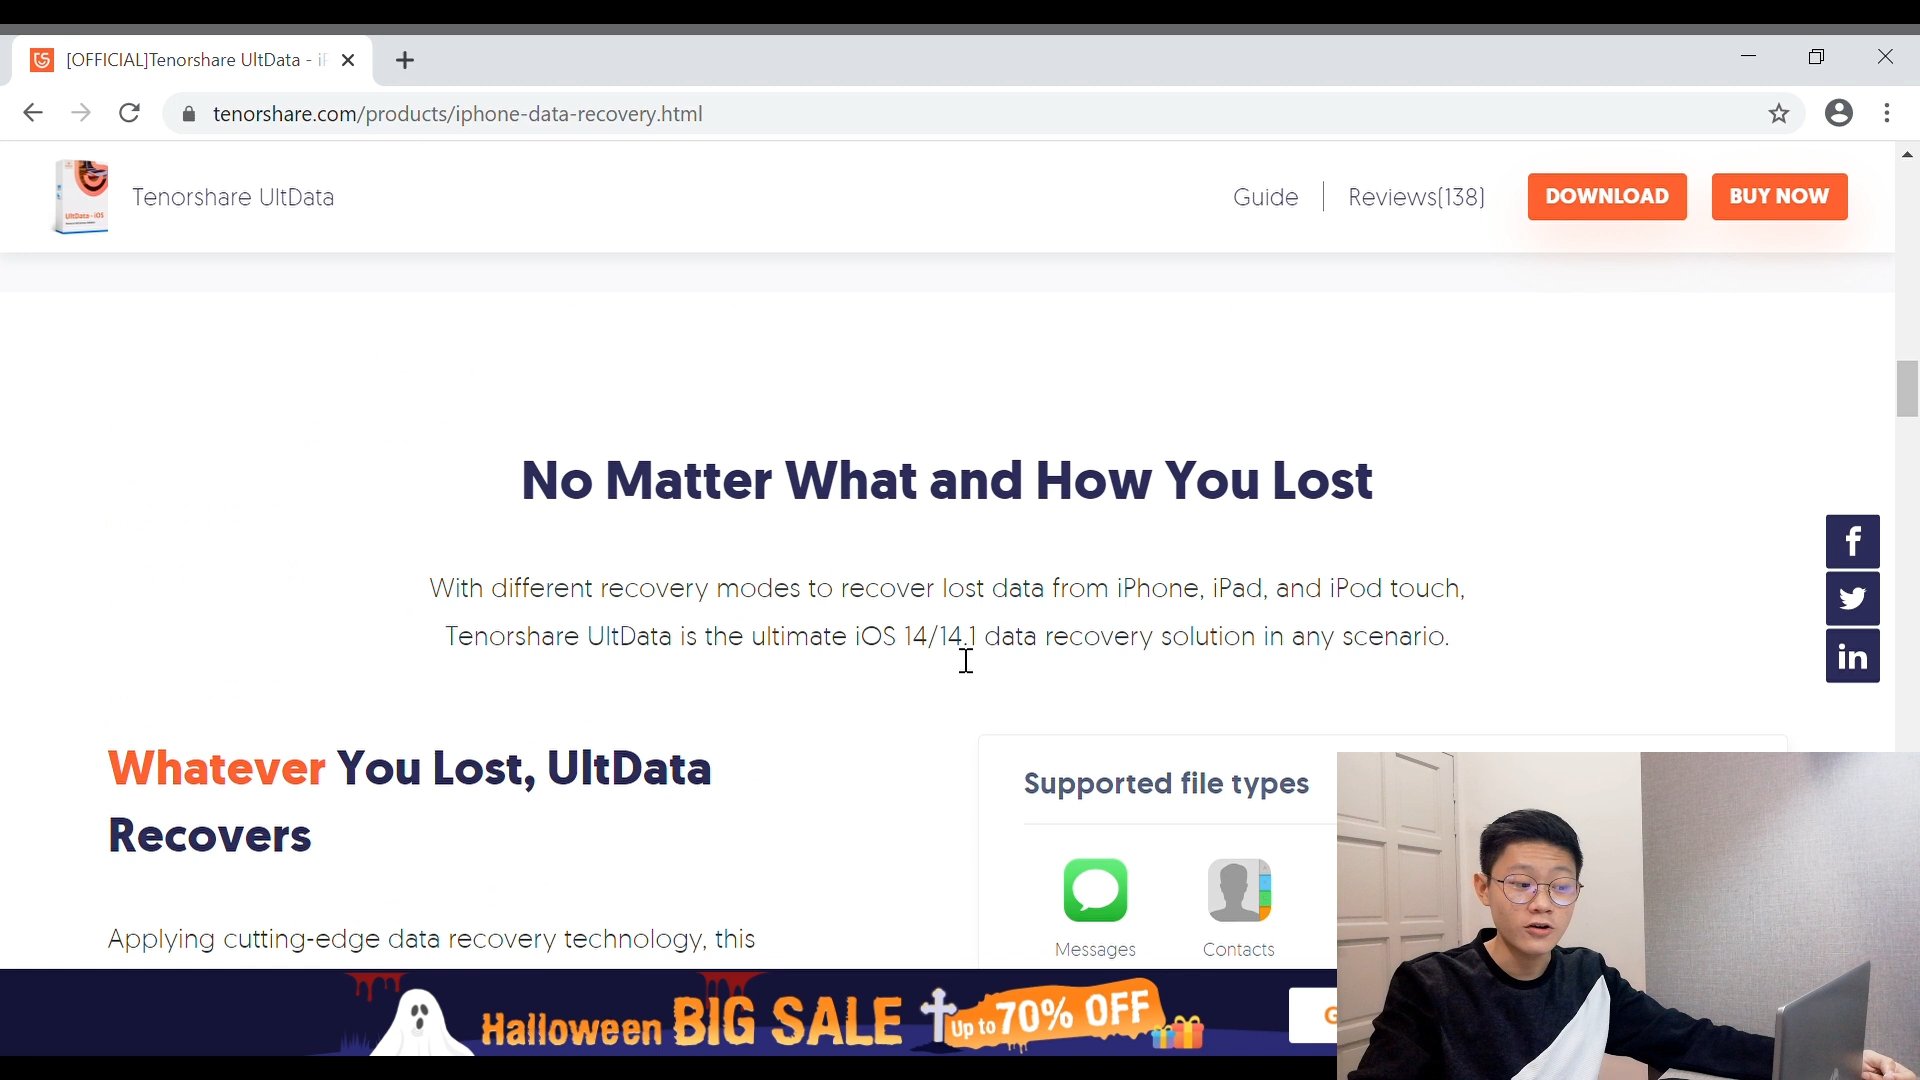 [OFFICIAL]Tenorshare UltData - iP
tenorshare.com/products/iphone-data-recovery.html
UltData - iOS
Tenorshare UltData
Guide
Reviews(138)
DOWNLOAD
BUY NOW
No Matter What and How You Lost
With different recovery modes to recover lost data from iPhone, iPad, and iPod touch,
Tenorshare UltData is the ultimate iOS 14/14.1 data recovery solution in any scenario.
Whatever You Lost, UltData
Recovers
Supported file types
Messages
Contacts
Applying cutting-edge data recovery technology, this
Halloween BIG SALE Up to 70% OFF